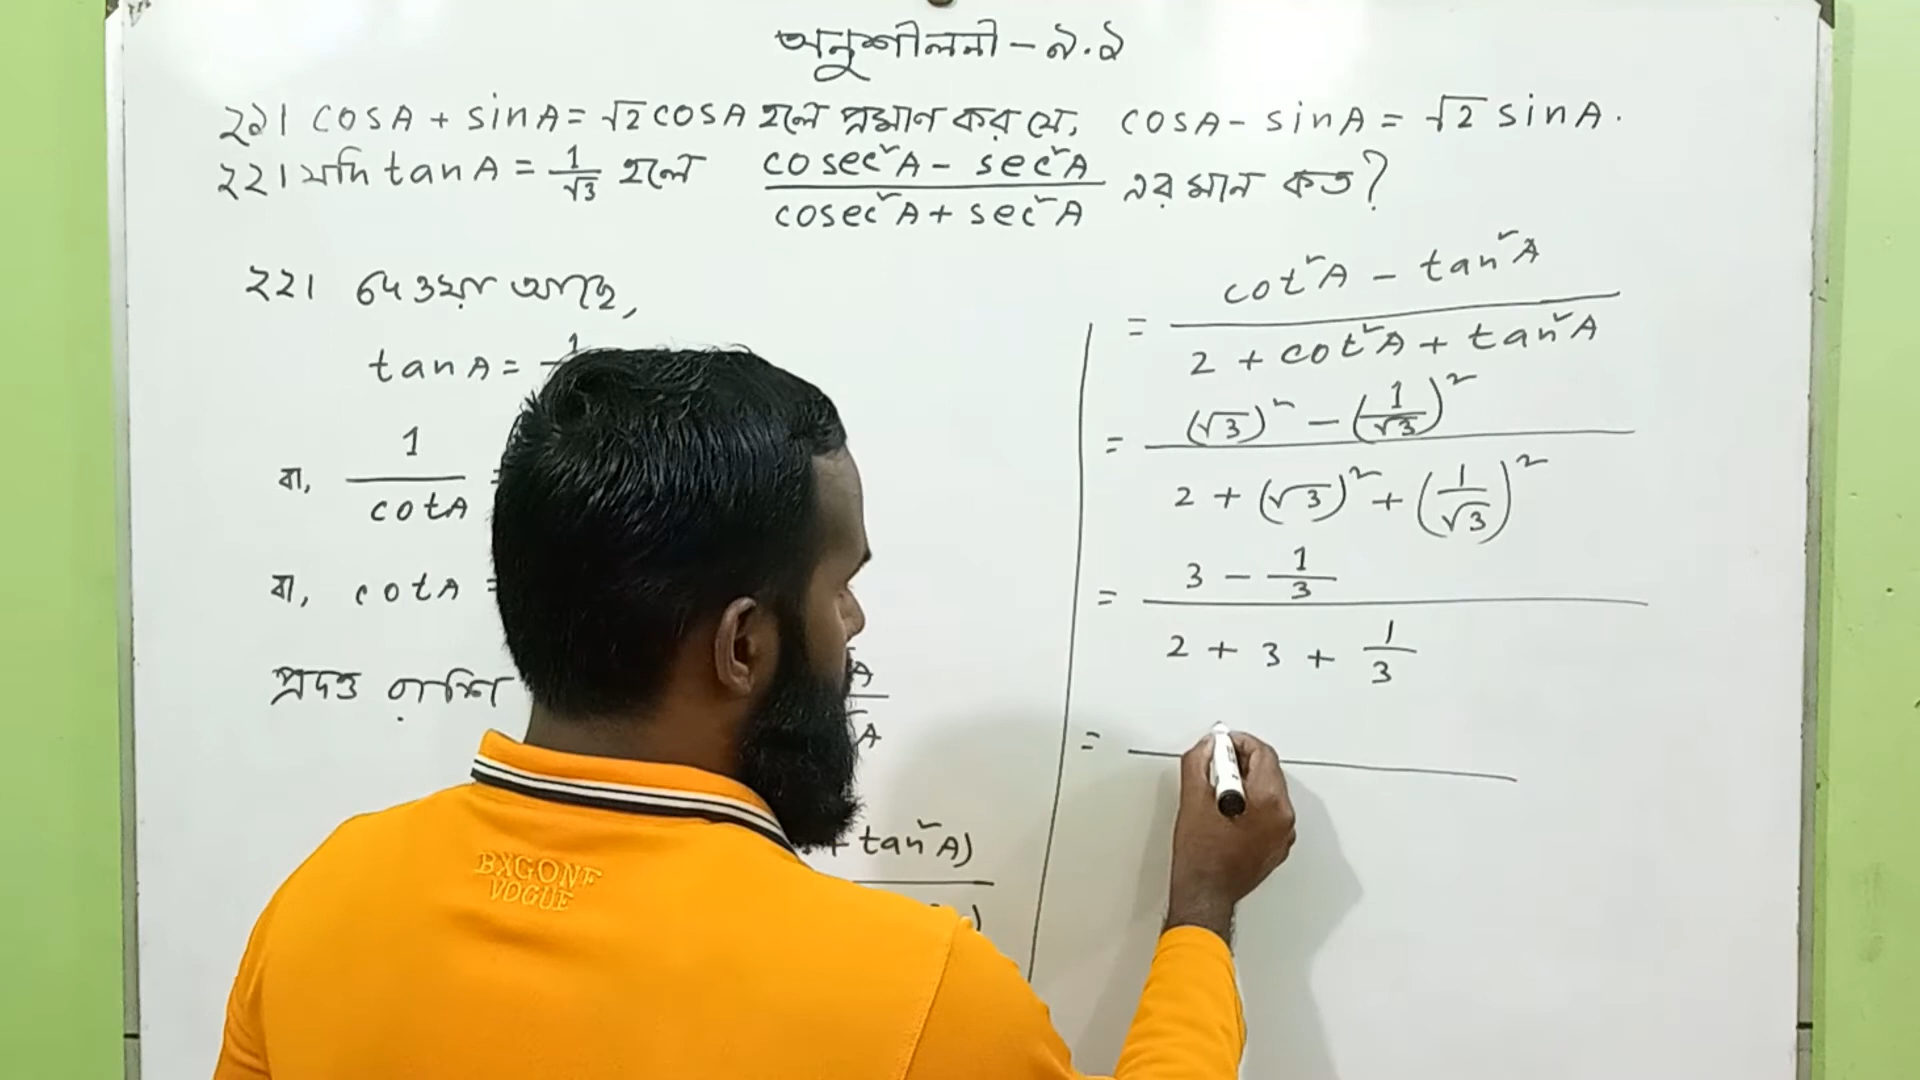 অনুশীলনী - ৯.১
২১। cosA + sinA = √2 cosA হলে প্রমাণ কর যে, cosA - sinA = √2 sinA.
২২। যদি tanA = 1/√3 হলে (cosec²A - sec²A)/(cosec²A + sec²A) এর মান কত?
২২। দেওয়া আছে,
tanA = 1
বা, 1/cotA =
বা, cotA =
প্রদত্ত রাশি
A
A
+ tan²A)
)
= (cot²A - tan²A)/(2 + cot²A + tan²A)
= ((√3)² - (1/√3)²)/(2 + (√3)² + (1/√3)²)
= (3 - 1/3)/(2 + 3 + 1/3)
=
BXGONE
VOGUE